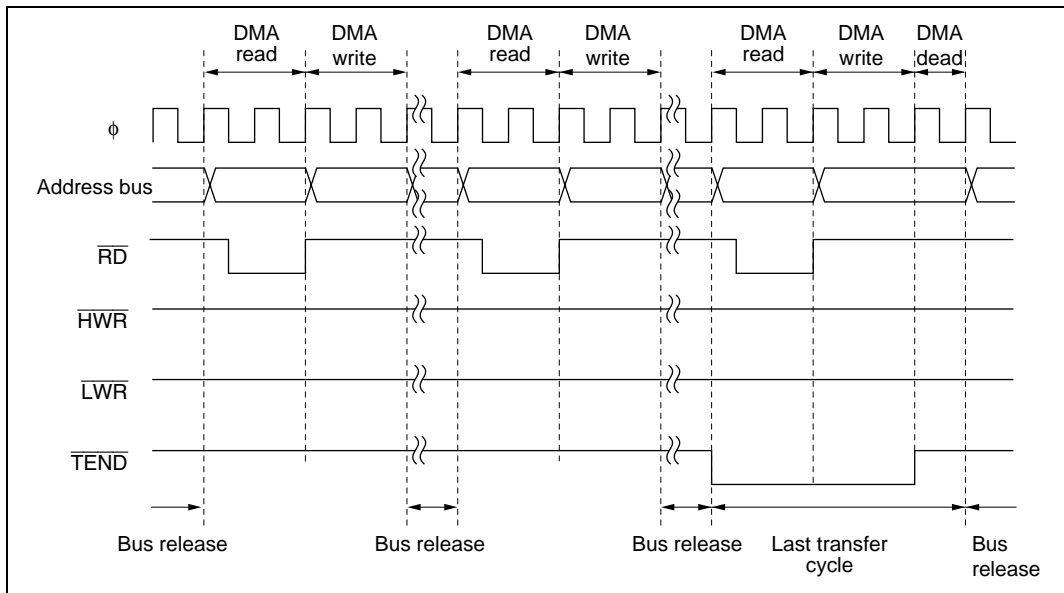 DMA read
DMA write
DMA read
DMA write
DMA read
DMA write
DMA dead
ϕ
Address bus
RD
HWR
LWR
TEND
Bus release
Bus release
Bus release
Last transfer cycle
Bus release